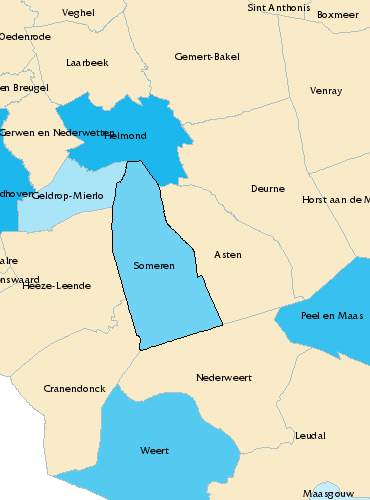 Sint Anthonis
Veghel
Boxmeer
Oedenrode
Gemert-Bakel
Laarbeek
en Breugel
Venray
Gerwen en Nederwetten
Helmond
Deurne
dhoven
Geldrop-Mierlo
Horst aan de M
Asten
alre
Someren
enswaard
Heeze-Leende
Peel en Maas
Nederweert
Cranendonck
Leudal
Weert
Maasgouw